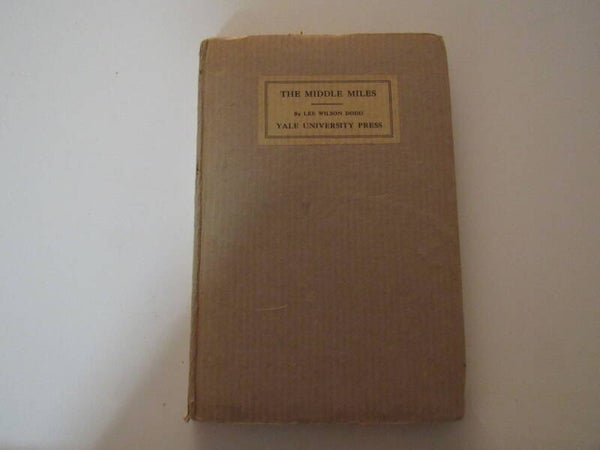 THE MIDDLE MILES
By LEE WILSON DODD
YALE UNIVERSITY PRESS